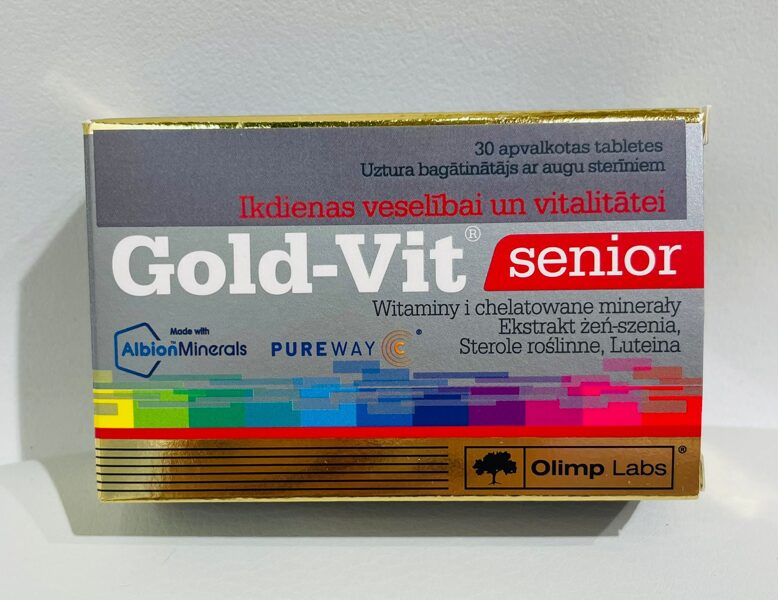 30 apvalkotas tabletes
Uztura bagātinātājs ar augu sterīniem
Ikdienas veselībai un vitalitātei
Gold-Vit® senior
Witaminy i chelatowane minerały
Ekstrakt żeń-szenia,
Sterole roślinne, Luteina
Made with
Albion™Minerals
PUREWAY C®
Olimp Labs®